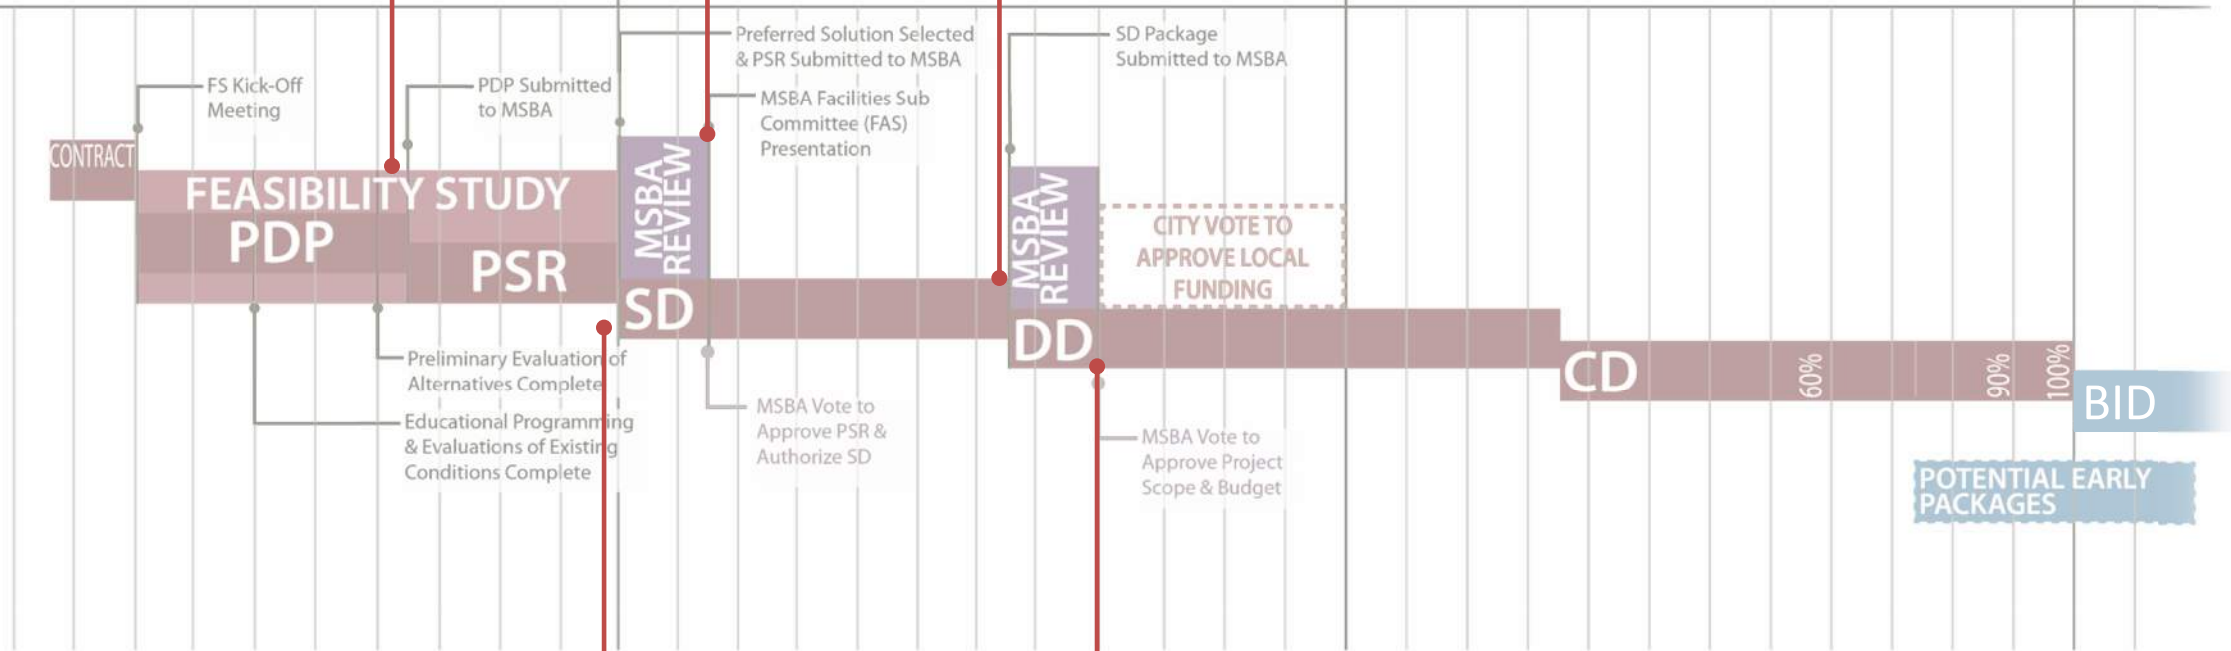 Preferred Solution Selected
& PSR Submitted to MSBA
SD Package
Submitted to MSBA
FS Kick-Off
Meeting
PDP Submitted
to MSBA
MSBA Facilities Sub
Committee (FAS)
Presentation
CONTRACT
FEASIBILITY STUDY
PDP
PSR
MSBA
REVIEW
SD
MSBA
REVIEW
CITY VOTE TO
APPROVE LOCAL
FUNDING
DD
Preliminary Evaluation of
Alternatives Complete
Educational Programming
& Evaluations of Existing
Conditions Complete
MSBA Vote to
Approve PSR &
Authorize SD
MSBA Vote to
Approve Project
Scope & Budget
CD
60%
90%
100%
BID
POTENTIAL EARLY
PACKAGES